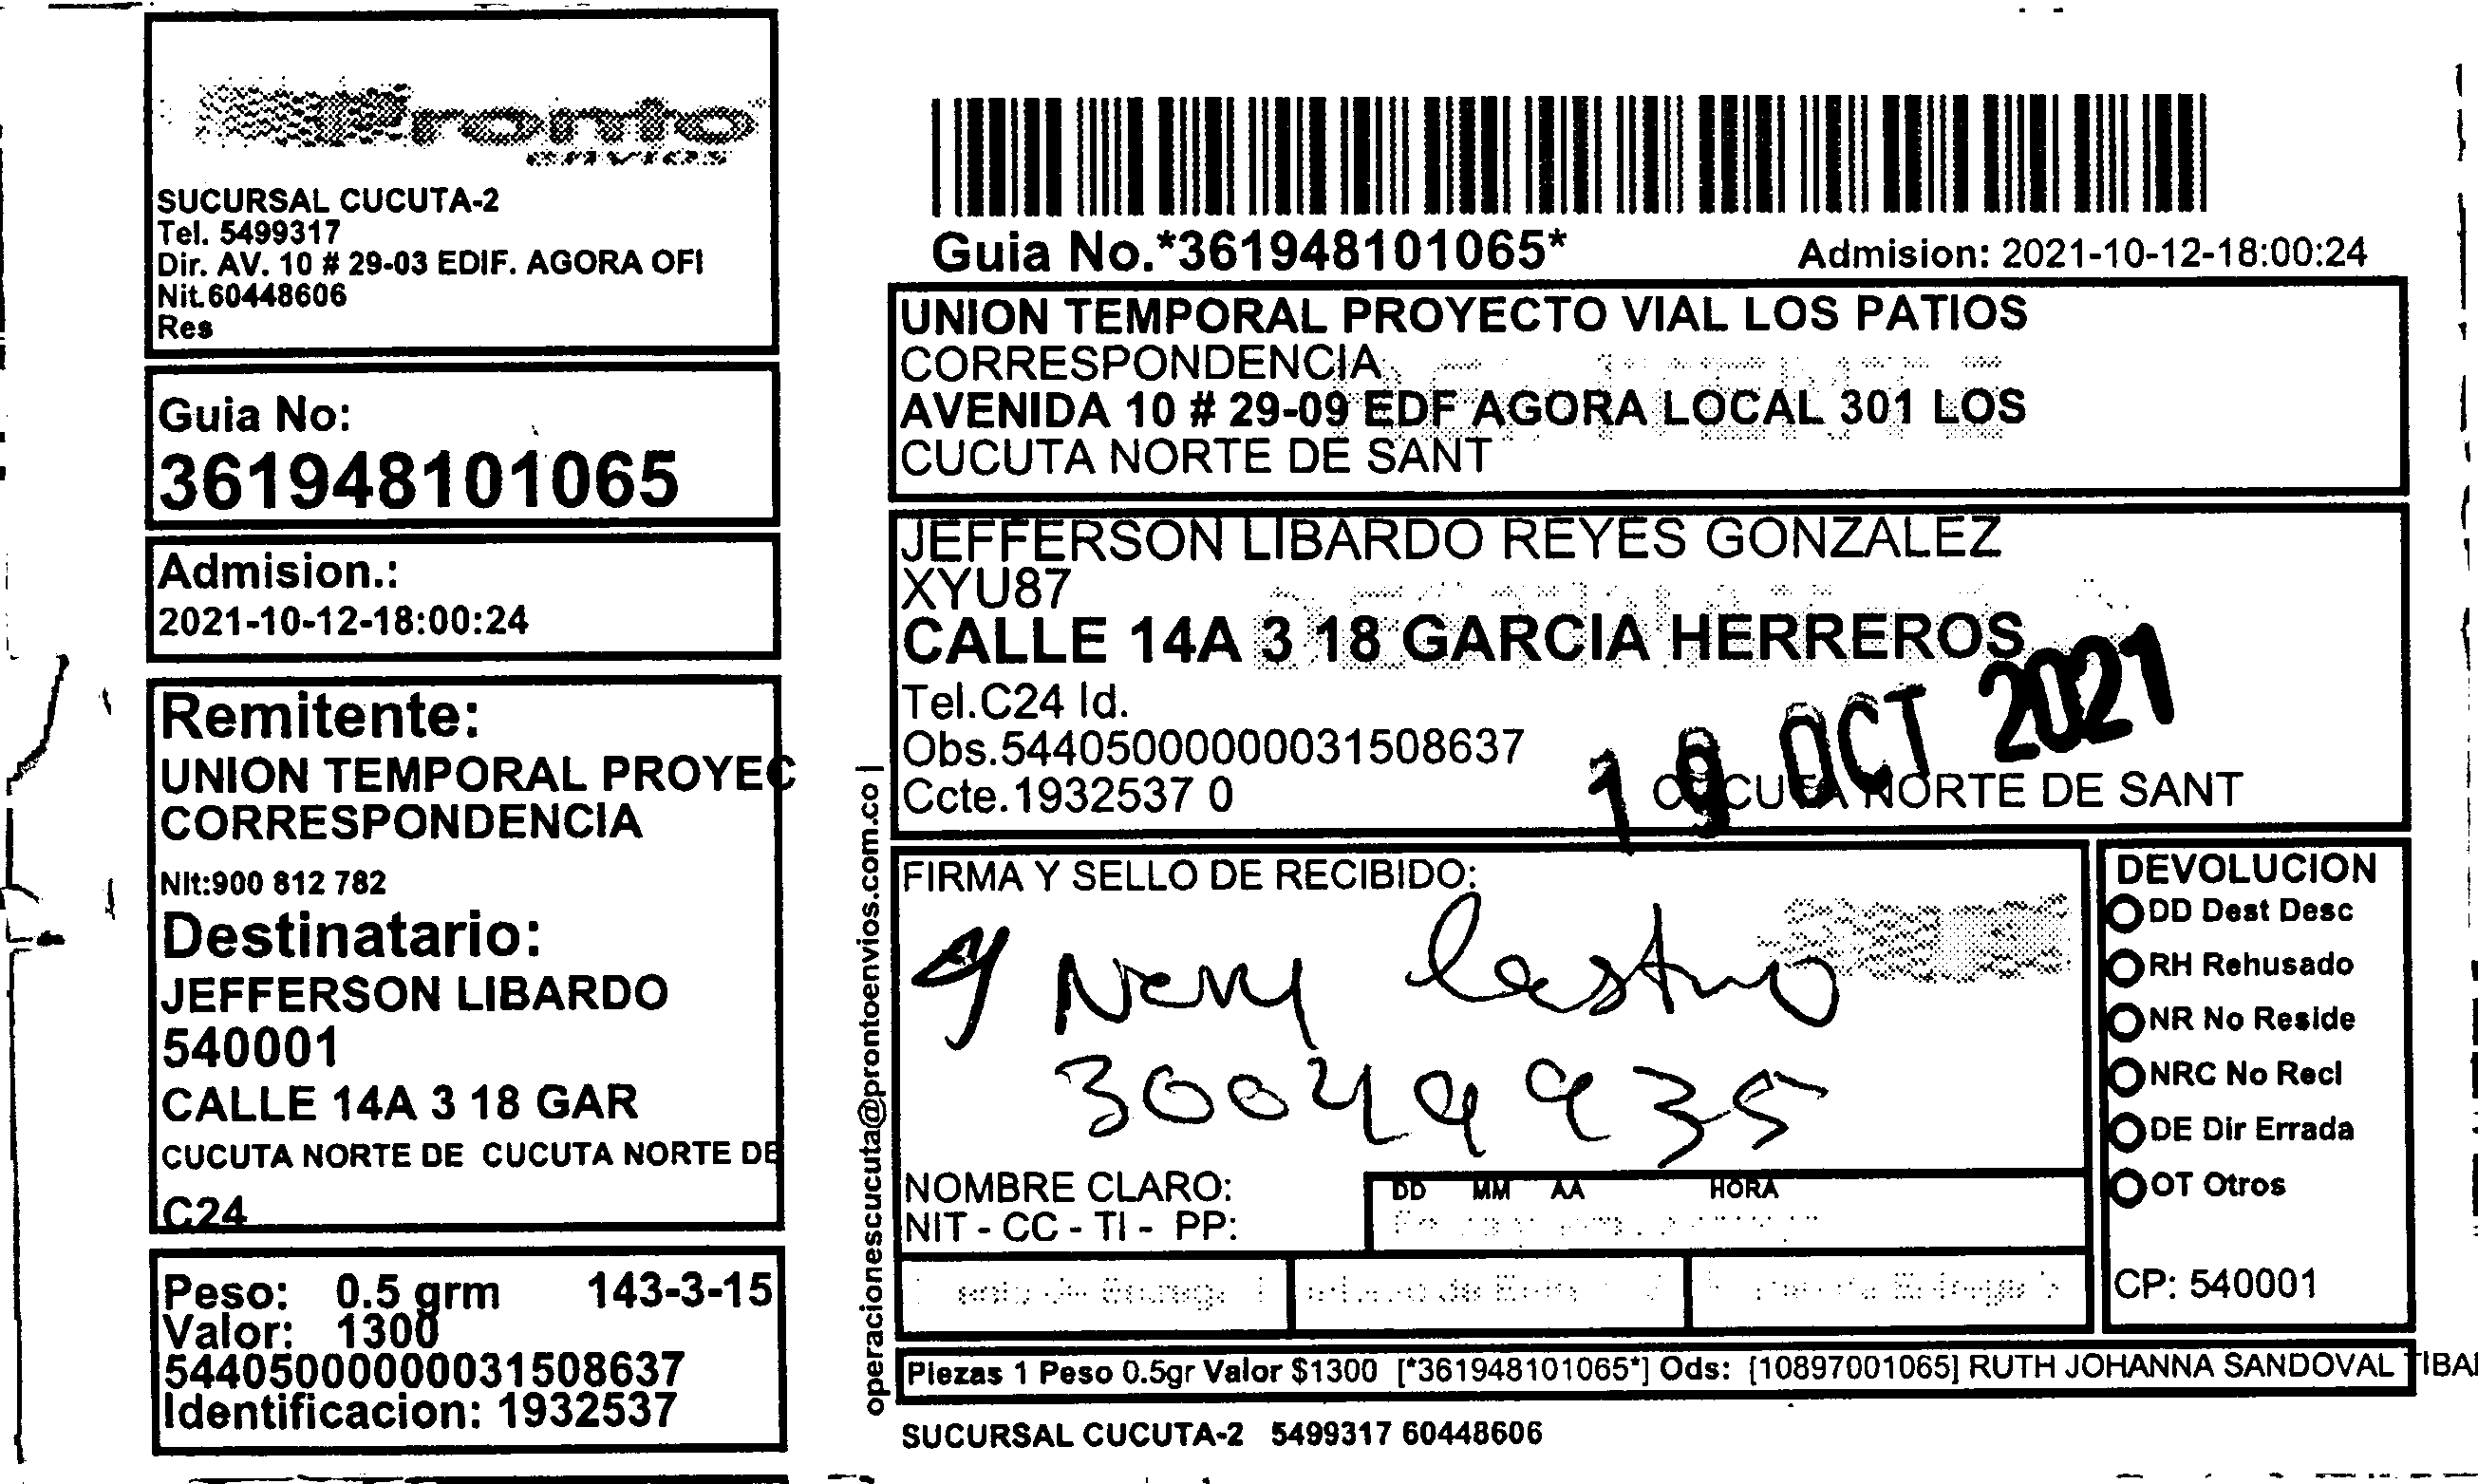 Pronto
envios
SUCURSAL CUCUTA-2
Tel. 5499317
Dir. AV. 10 # 29-03 EDIF. AGORA OFI
Nit.60448606
Res
Guia No:
361948101065
Admision.:
2021-10-12-18:00:24
Remitente:
UNION TEMPORAL PROYEC
CORRESPONDENCIA
Nit:900 812 782
Destinatario:
JEFFERSON LIBARDO
540001
CALLE 14A 3 18 GAR
CUCUTA NORTE DE CUCUTA NORTE DE
C24
Peso: 0.5 grm 143-3-15
Valor: 1300
544050000000031508637
Identificacion: 1932537
operacionescucuta@prontoenvios.com.co |
Guia No.*361948101065*
Admision: 2021-10-12-18:00:24
UNION TEMPORAL PROYECTO VIAL LOS PATIOS
CORRESPONDENCIA
AVENIDA 10 # 29-09 EDF AGORA LOCAL 301 LOS
CUCUTA NORTE DE SANT
JEFFERSON LIBARDO REYES GONZALEZ
XYU87
CALLE 14A 3 18 GARCIA HERREROS
Tel.C24 Id.
Obs.544050000000031508637
Ccte.1932537 0
CUCUTA NORTE DE SANT
19 OCT 2021
FIRMA Y SELLO DE RECIBIDO:
Nery Castro
30049935
NOMBRE CLARO:
NIT - CC - TI - PP:
DD MM AA HORA
DEVOLUCION
DD Dest Desc
RH Rehusado
NR No Reside
NRC No Recl
DE Dir Errada
OT Otros
CP: 540001
Piezas 1 Peso 0.5gr Valor $1300 [*361948101065*] Ods: [10897001065] RUTH JOHANNA SANDOVAL TIBA
SUCURSAL CUCUTA-2 5499317 60448606